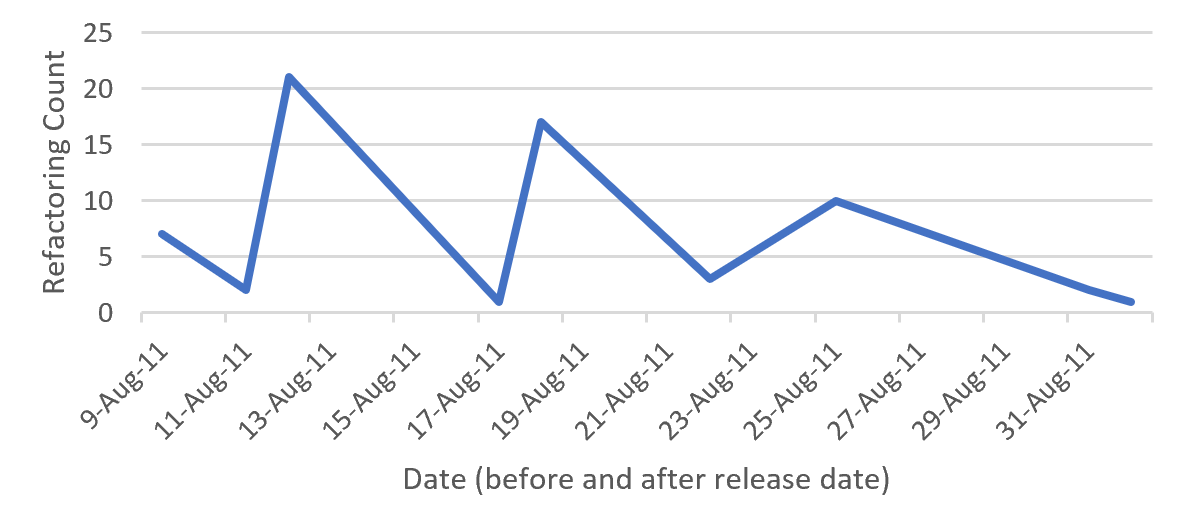 25
20
15
10
5
0
Refactoring Count
9-Aug-11
11-Aug-11
13-Aug-11
15-Aug-11
17-Aug-11
19-Aug-11
21-Aug-11
23-Aug-11
25-Aug-11
27-Aug-11
29-Aug-11
31-Aug-11
Date (before and after release date)